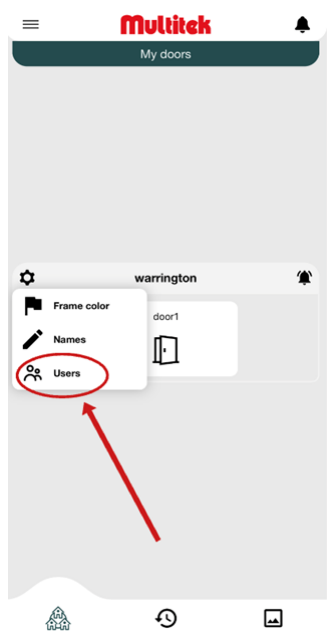 Multitek
My doors
warrington
Frame color
door1
Names
Users